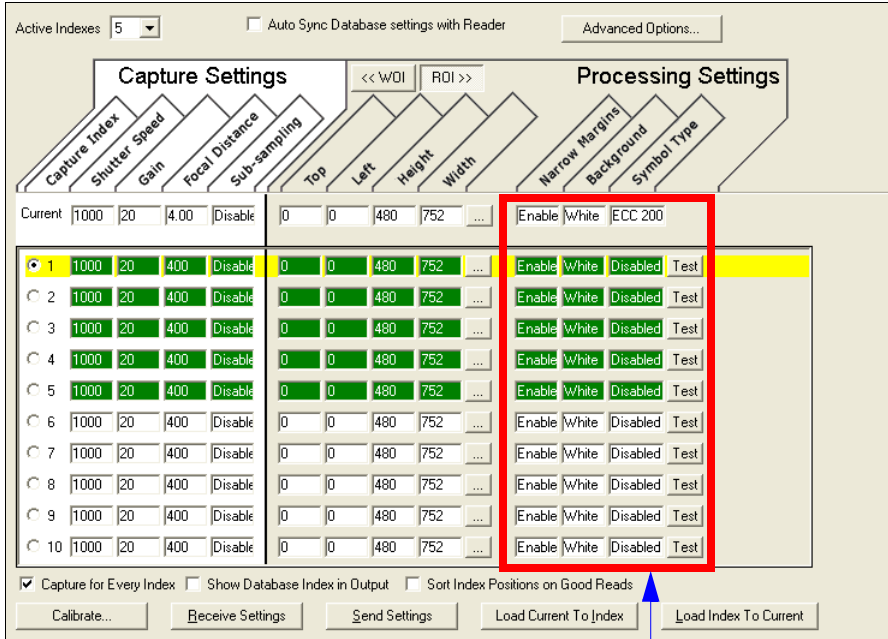 Active Indexes 5 Auto Sync Database settings with Reader Advanced Options...
Capture Settings << WOI ROI >> Processing Settings
Capture Index Shutter Speed Gain Focal Distance Sub-sampling Top Left Height Width Narrow Margins Background Symbol Type
Current 1000 20 4.00 Disable 0 0 480 752 ... Enable White ECC 200
1 1000 20 400 Disable 0 0 480 752 ... Enable White Disabled Test
2 1000 20 400 Disable 0 0 480 752 ... Enable White Disabled Test
3 1000 20 400 Disable 0 0 480 752 ... Enable White Disabled Test
4 1000 20 400 Disable 0 0 480 752 ... Enable White Disabled Test
5 1000 20 400 Disable 0 0 480 752 ... Enable White Disabled Test
6 1000 20 400 Disable 0 0 480 752 ... Enable White Disabled Test
7 1000 20 400 Disable 0 0 480 752 ... Enable White Disabled Test
8 1000 20 400 Disable 0 0 480 752 ... Enable White Disabled Test
9 1000 20 400 Disable 0 0 480 752 ... Enable White Disabled Test
10 1000 20 400 Disable 0 0 480 752 ... Enable White Disabled Test
Capture for Every Index Show Database Index in Output Sort Index Positions on Good Reads
Calibrate... Receive Settings Send Settings Load Current To Index Load Index To Current